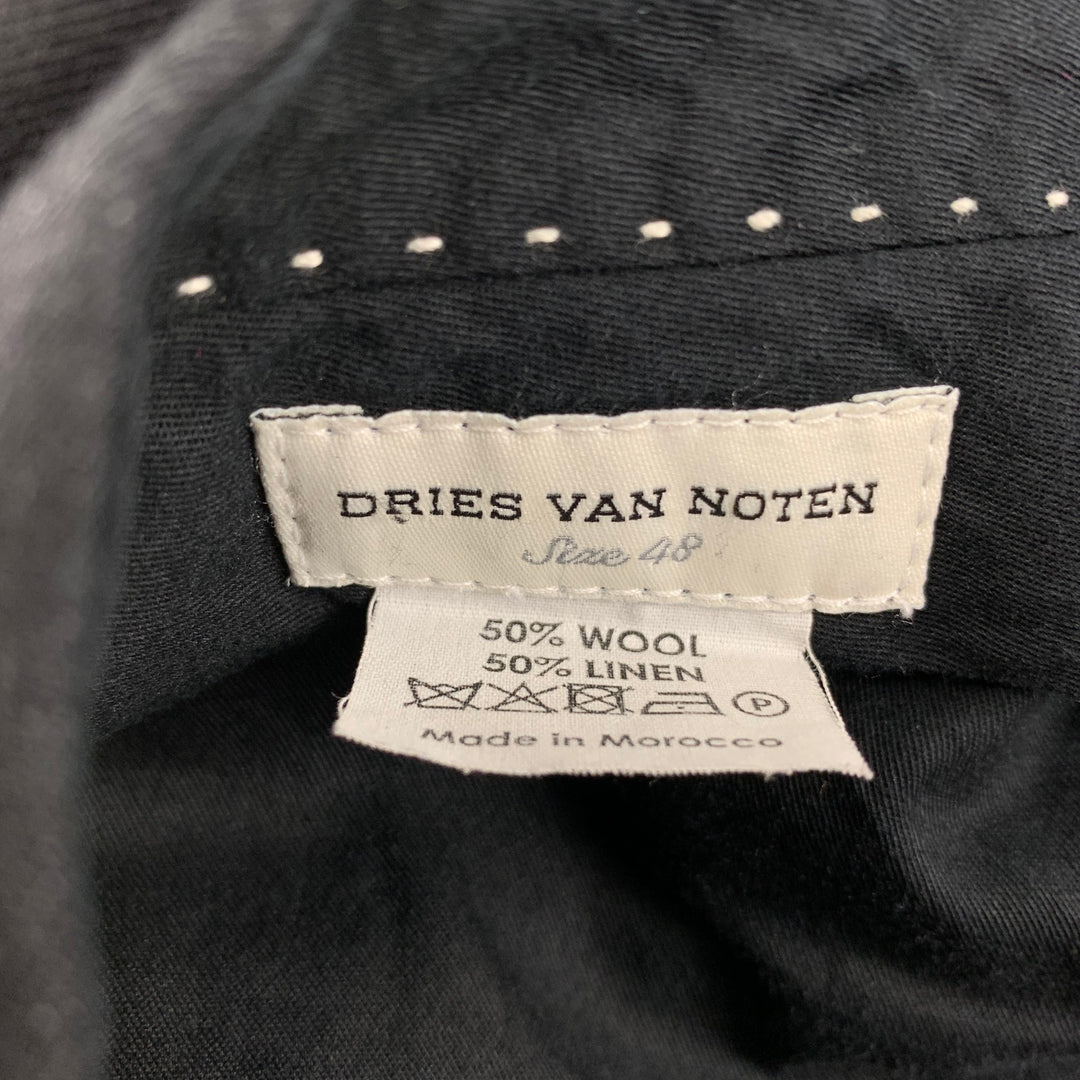 DRIES VAN NOTEN
Size 48
50% WOOL
50% LINEN
P
Made in Morocco